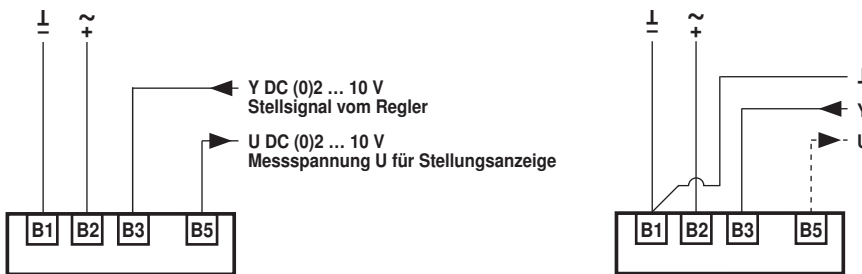 ⊥ ~
– +
Y DC (0)2 ... 10 V
Stellsignal vom Regler
U DC (0)2 ... 10 V
Messspannung U für Stellungsanzeige
B1 B2 B3 B5
⊥ ~
– +
⊥
Y
U
B1 B2 B3 B5